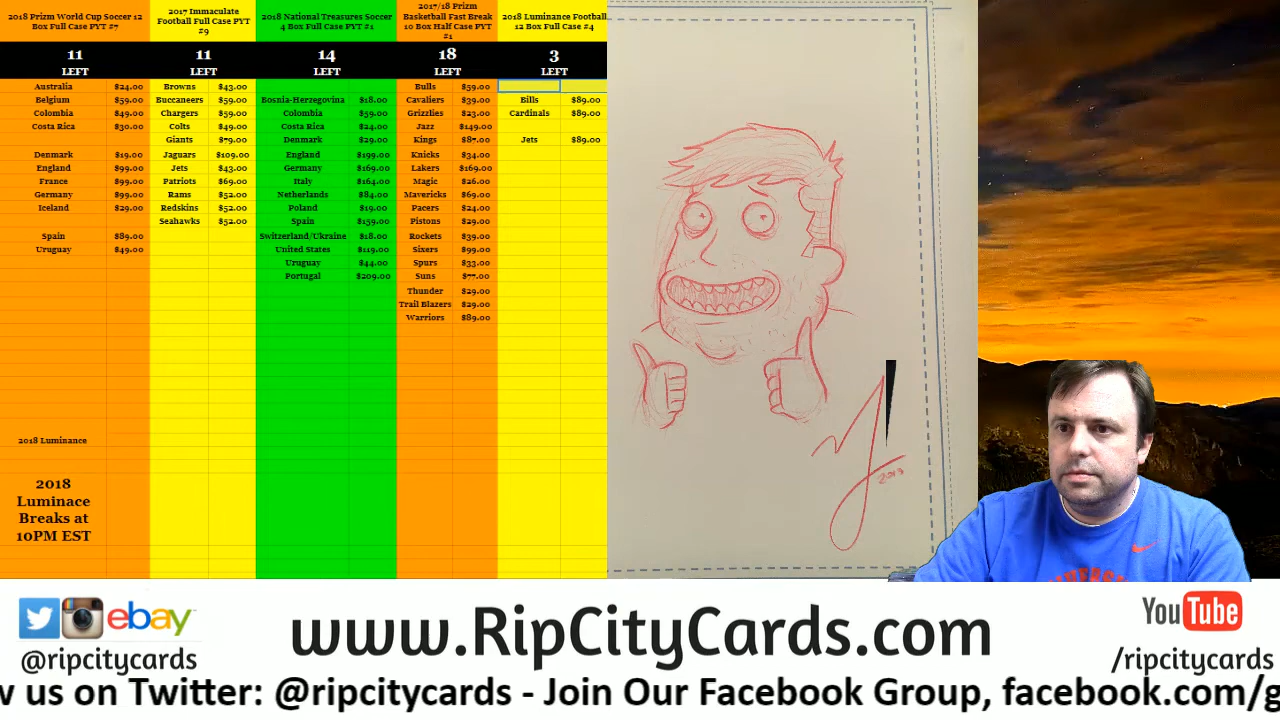 2018 Prizm World Cup Soccer 12
Box Full Case PYT #7
11
LEFT
Australia $24.00
Belgium $59.00
Colombia $49.00
Costa Rica $30.00
Denmark $19.00
England $99.00
France $99.00
Germany $99.00
Iceland $29.00
Spain $89.00
Uruguay $49.00
2018 Luminance
2018
Luminace
Breaks at
10PM EST
2017 Immaculate
Football Full Case PYT
#9
11
LEFT
Browns $43.00
Buccaneers $59.00
Chargers $59.00
Colts $49.00
Giants $79.00
Jaguars $109.00
Jets $43.00
Patriots $69.00
Rams $52.00
Redskins $52.00
Seahawks $52.00
2018 National Treasures Soccer
4 Box Full Case PYT #1
14
LEFT
Bosnia-Herzegovina $18.00
Colombia $59.00
Costa Rica $24.00
Denmark $29.00
England $199.00
Germany $169.00
Italy $164.00
Netherlands $84.00
Poland $19.00
Spain $159.00
Switzerland/Ukraine $18.00
United States $119.00
Uruguay $44.00
Portugal $209.00
2017/18 Prizm
Basketball Fast Break
10 Box Half Case PYT
#1
18
LEFT
Bulls $59.00
Cavaliers $39.00
Grizzlies $23.00
Jazz $149.00
Kings $87.00
Knicks $34.00
Lakers $169.00
Magic $26.00
Mavericks $69.00
Pacers $24.00
Pistons $29.00
Rockets $39.00
Sixers $99.00
Spurs $33.00
Suns $77.00
Thunder $29.00
Trail Blazers $29.00
Warriors $89.00
2018 Luminance Football
12 Box Full Case #4
3
LEFT
Bills $89.00
Cardinals $89.00
Jets $89.00
ebay
@ripcitycards
www.RipCityCards.com
YouTube
/ripcitycards
w us on Twitter: @ripcitycards - Join Our Facebook Group, facebook.com/g